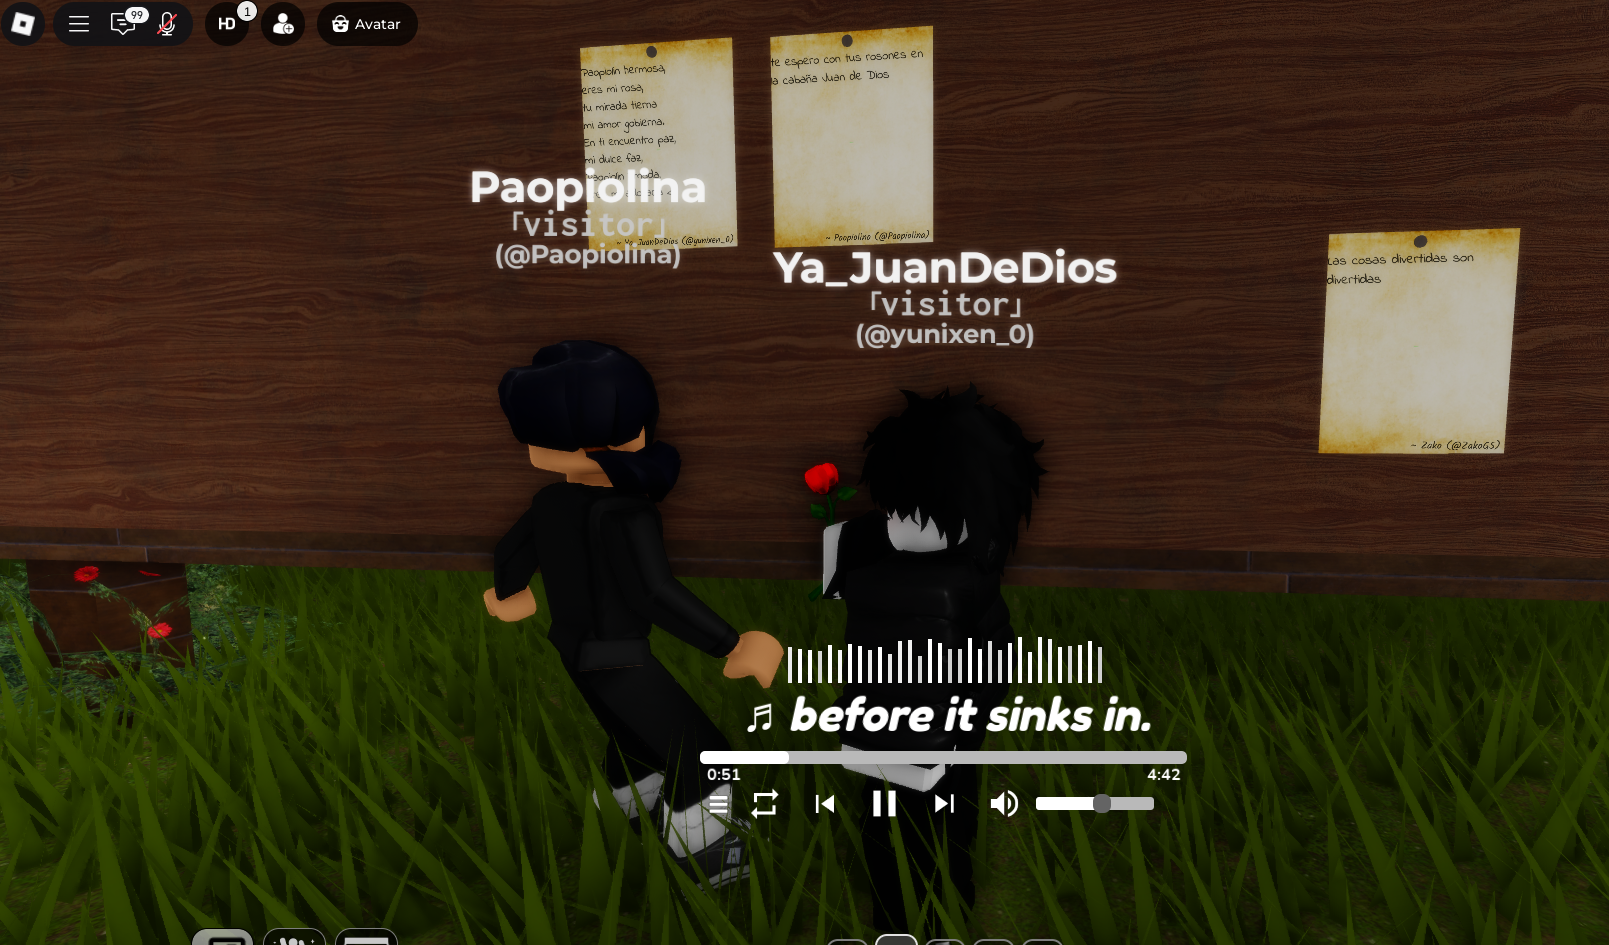 99
HD
1
Avatar
Paopiolin hermosa,
eres mi rosa,
tu mirada tierna
mi amor gobierna.
En ti encuentro paz,
mi dulce faz,
~ Ya_JuanDeDios (@yunixen_0)
te espero con tus rosones en
la cabaña Juan de Dios
~ Paopiolina (@Paopiolina)
Las cosas divertidas son
divertidas
~ Zako (@ZakoGS)
Paopiolina
「visitor」
(@Paopiolina)
Ya_JuanDeDios
「visitor」
(@yunixen_0)
♫ before it sinks in.
0:51
4:42